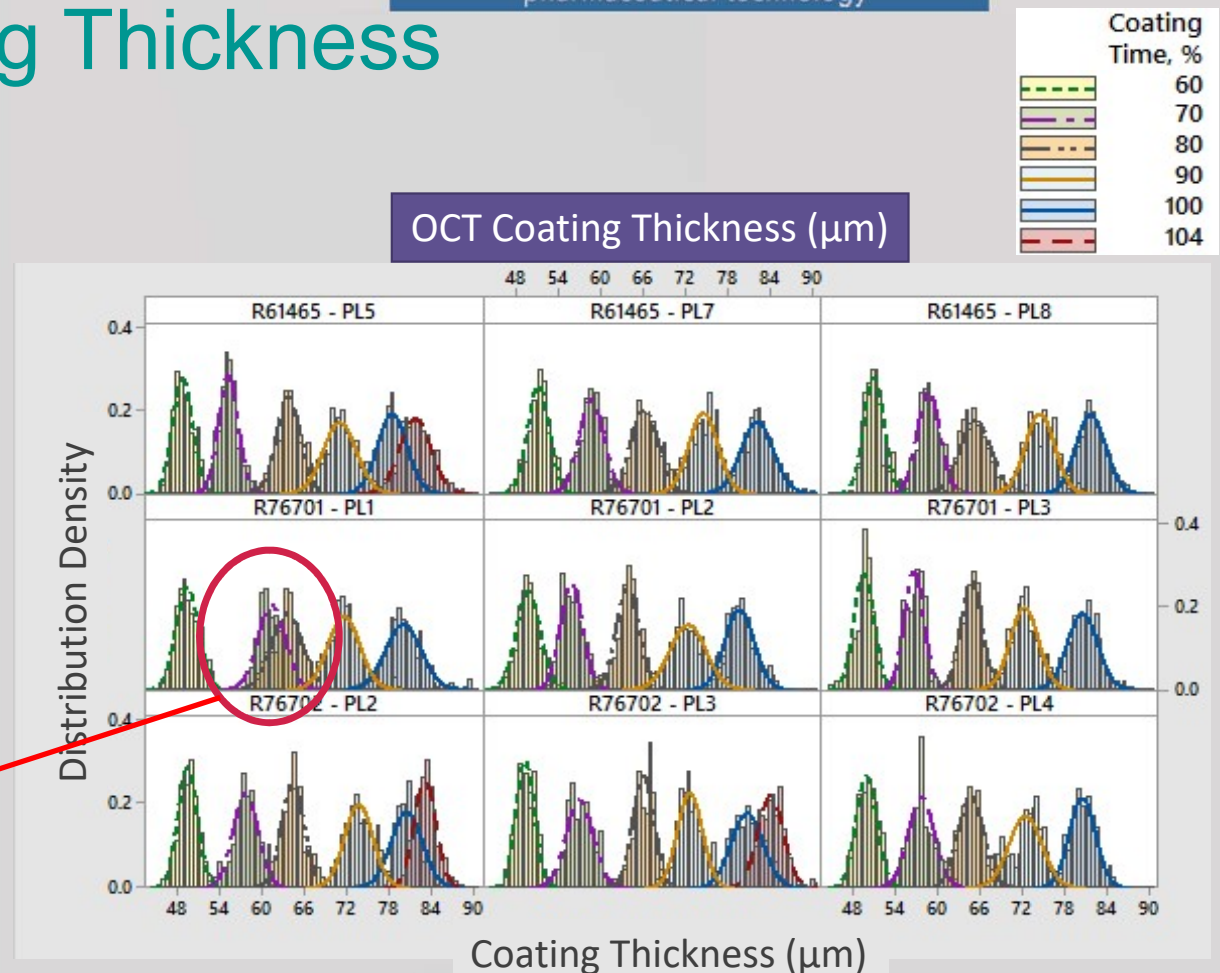 pharmaceutical technology
g Thickness
Coating
Time, %
60
70
80
90
100
104
OCT Coating Thickness (µm)
48 54 60 66 72 78 84 90
R61465 - PL5 R61465 - PL7 R61465 - PL8
0.4
0.2
0.0
R76701 - PL1 R76701 - PL2 R76701 - PL3
0.4
0.2
0.0
R76702 - PL2 R76702 - PL3 R76702 - PL4
0.4
0.2
0.0
Distribution Density
48 54 60 66 72 78 84 90 48 54 60 66 72 78 84 90
Coating Thickness (µm)